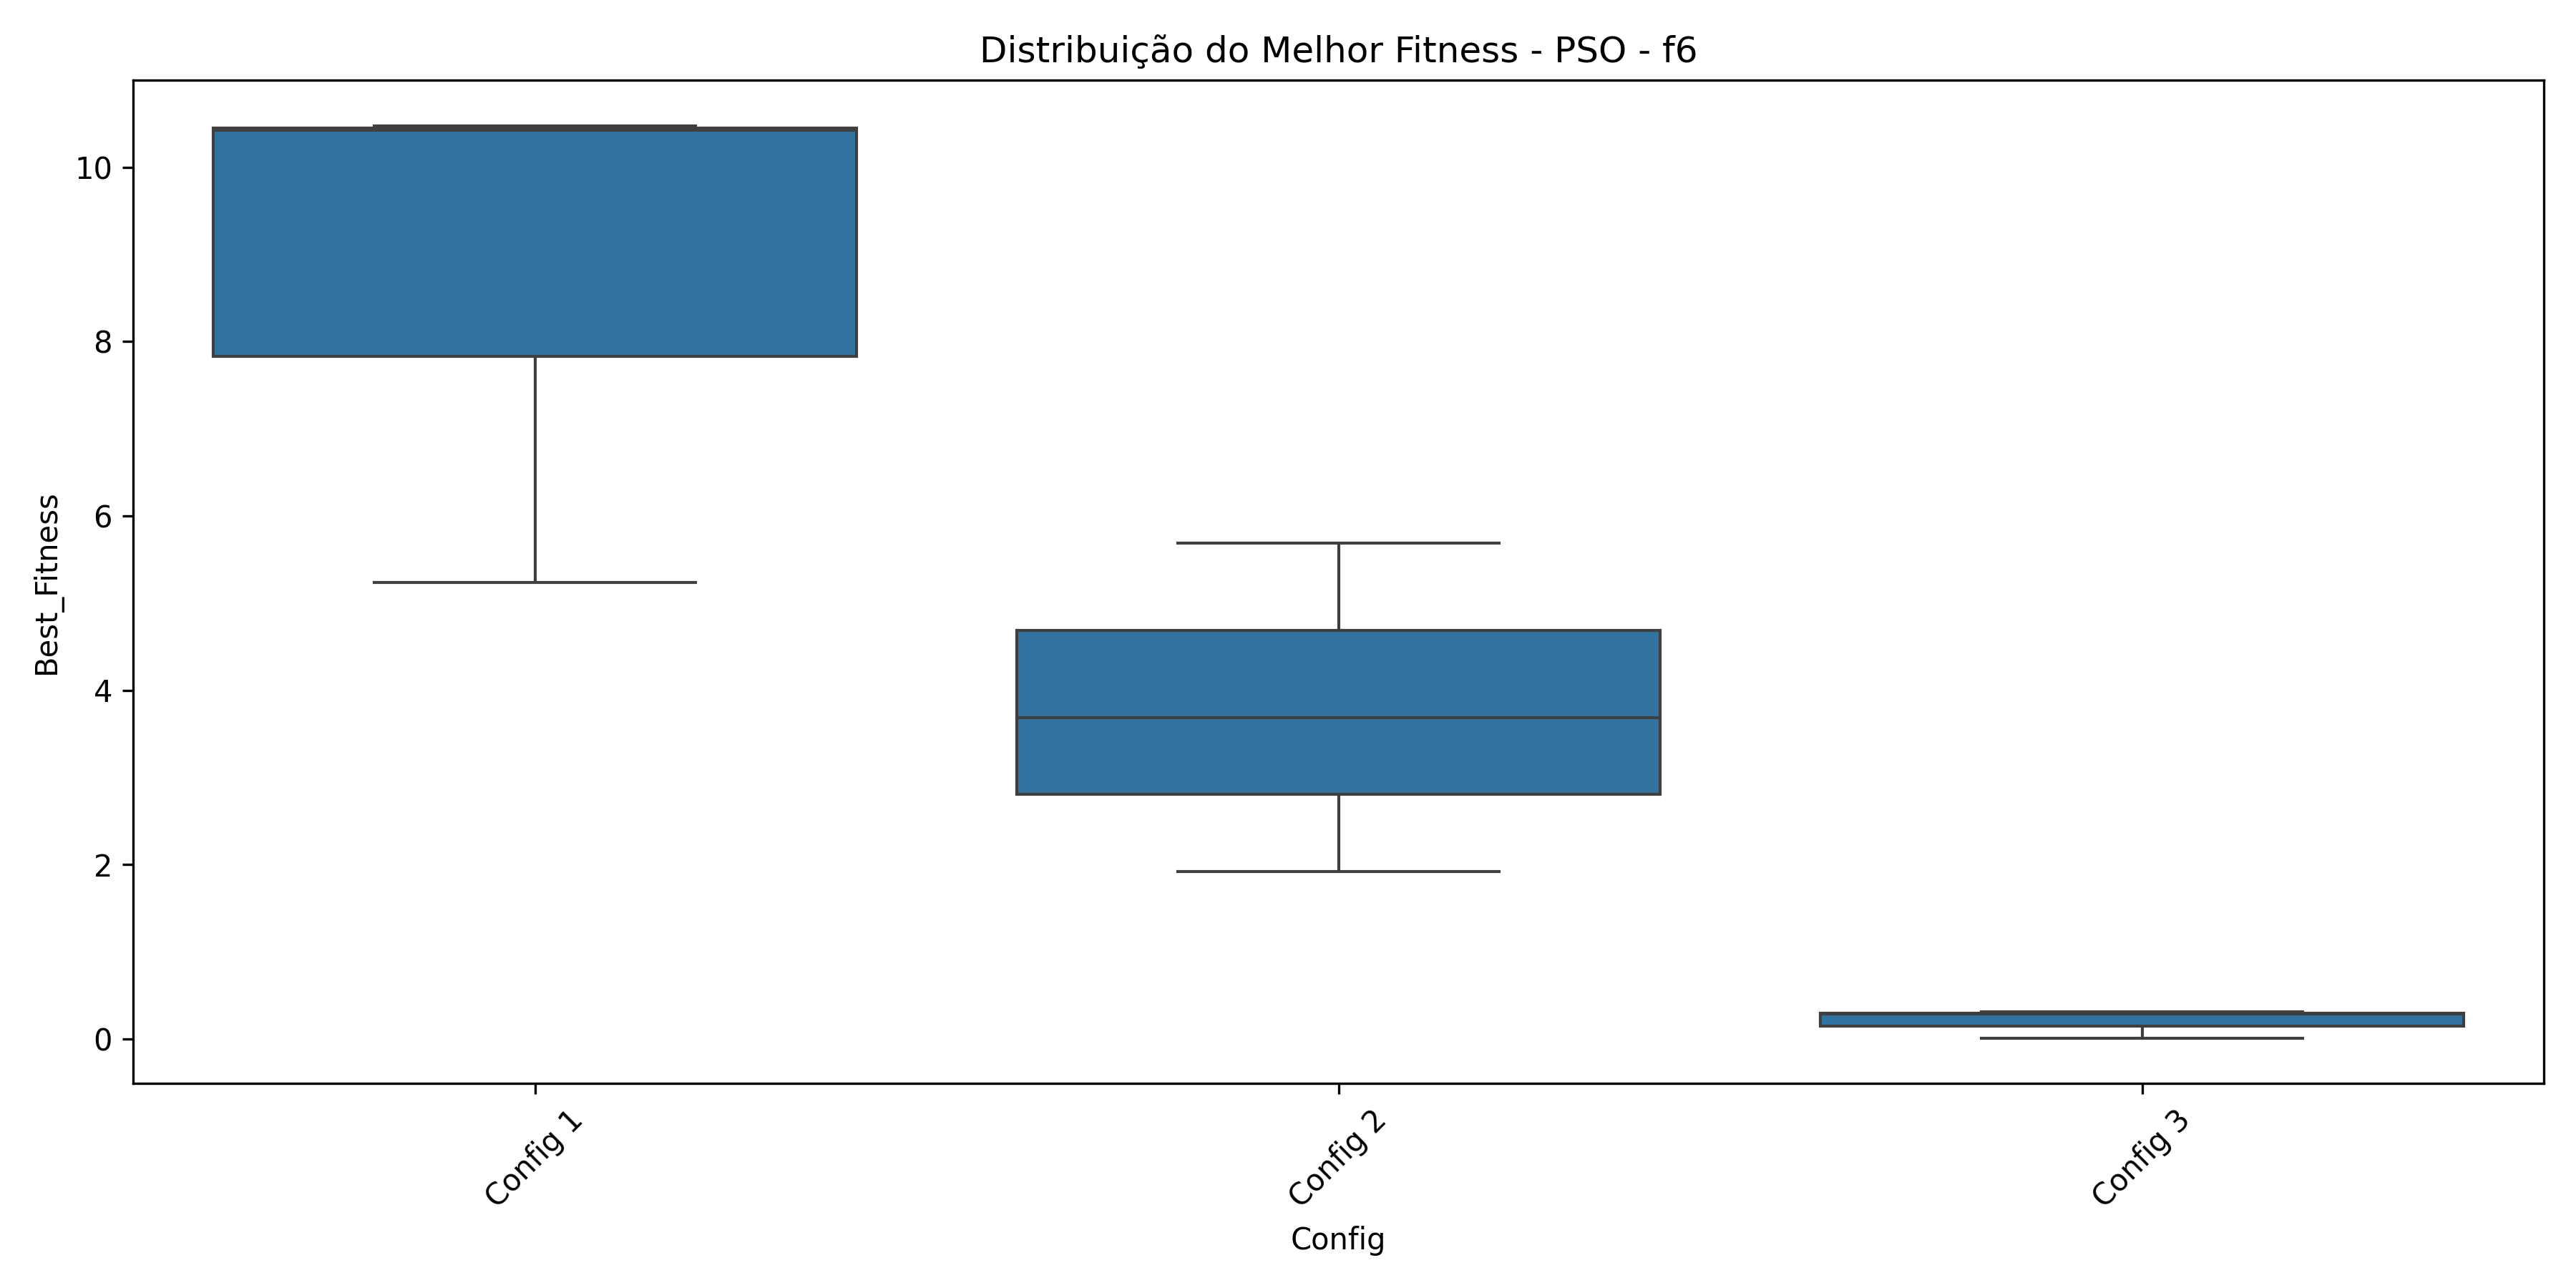 Distribuição do Melhor Fitness - PSO - f6
Best_Fitness
10
8
6
4
2
0
Config 1
Config 2
Config 3
Config